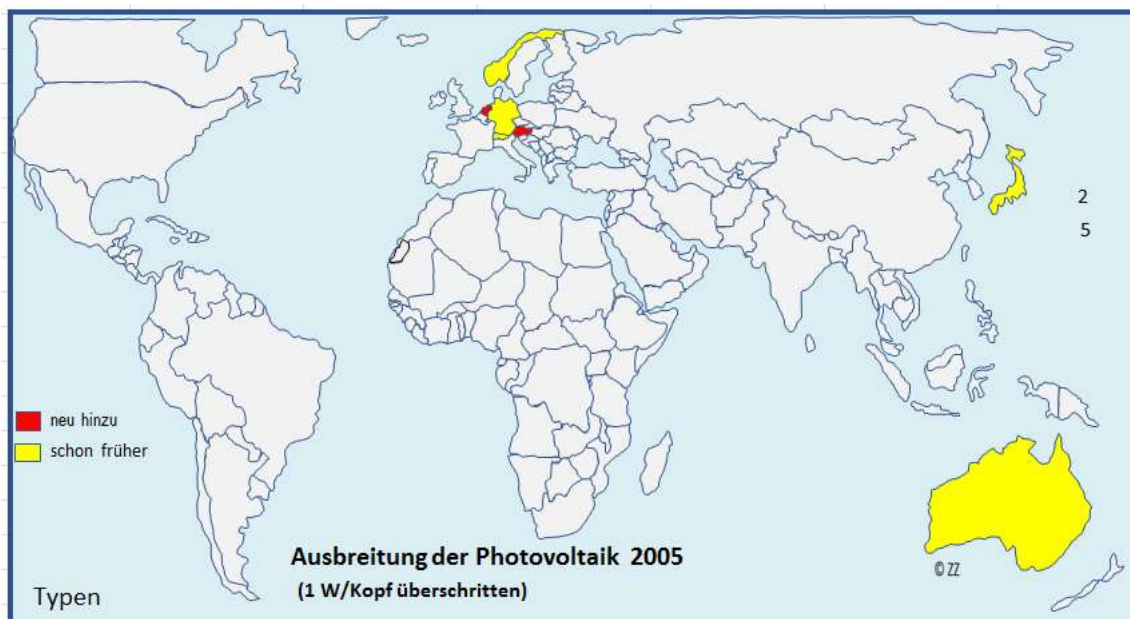 2
5
neu hinzu
schon früher
Ausbreitung der Photovoltaik 2005
(1 W/Kopf überschritten)
© ZZ
Typen